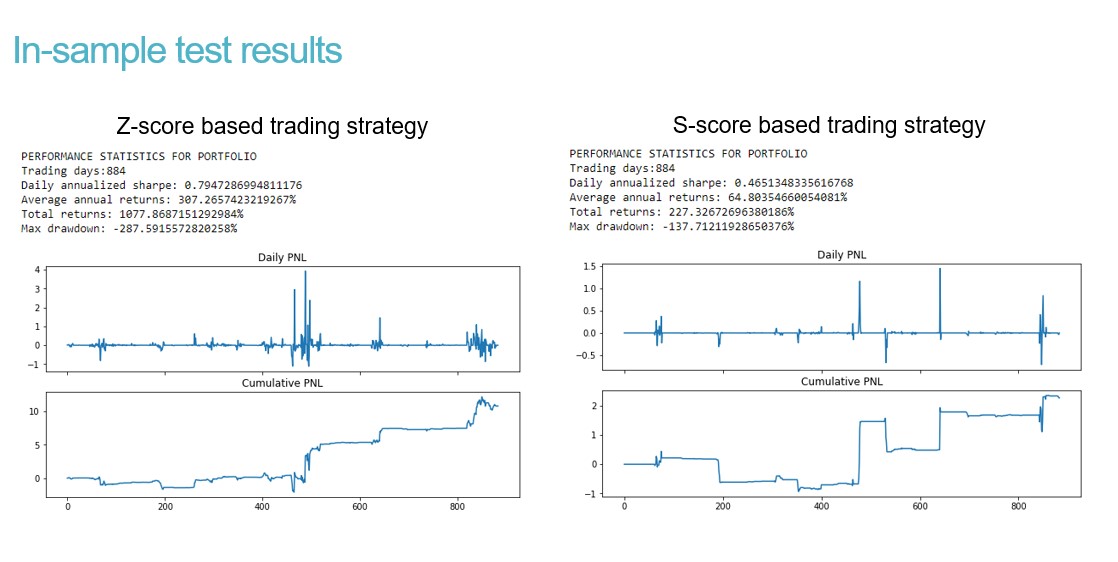 In-sample test results
Z-score based trading strategy
PERFORMANCE STATISTICS FOR PORTFOLIO
Trading days:884
Daily annualized sharpe: 0.7947286994811176
Average annual returns: 307.2657423219267%
Total returns: 1077.8687151292984%
Max drawdown: -287.5915572820258%
Daily PNL
4
3
2
1
0
−1
Cumulative PNL
10
5
0
0
200
400
600
800
S-score based trading strategy
PERFORMANCE STATISTICS FOR PORTFOLIO
Trading days:884
Daily annualized sharpe: 0.4651348335616768
Average annual returns: 64.80354660054081%
Total returns: 227.32672696380186%
Max drawdown: -137.71211928650376%
Daily PNL
1.5
1.0
0.5
0.0
−0.5
Cumulative PNL
2
1
0
−1
0
200
400
600
800